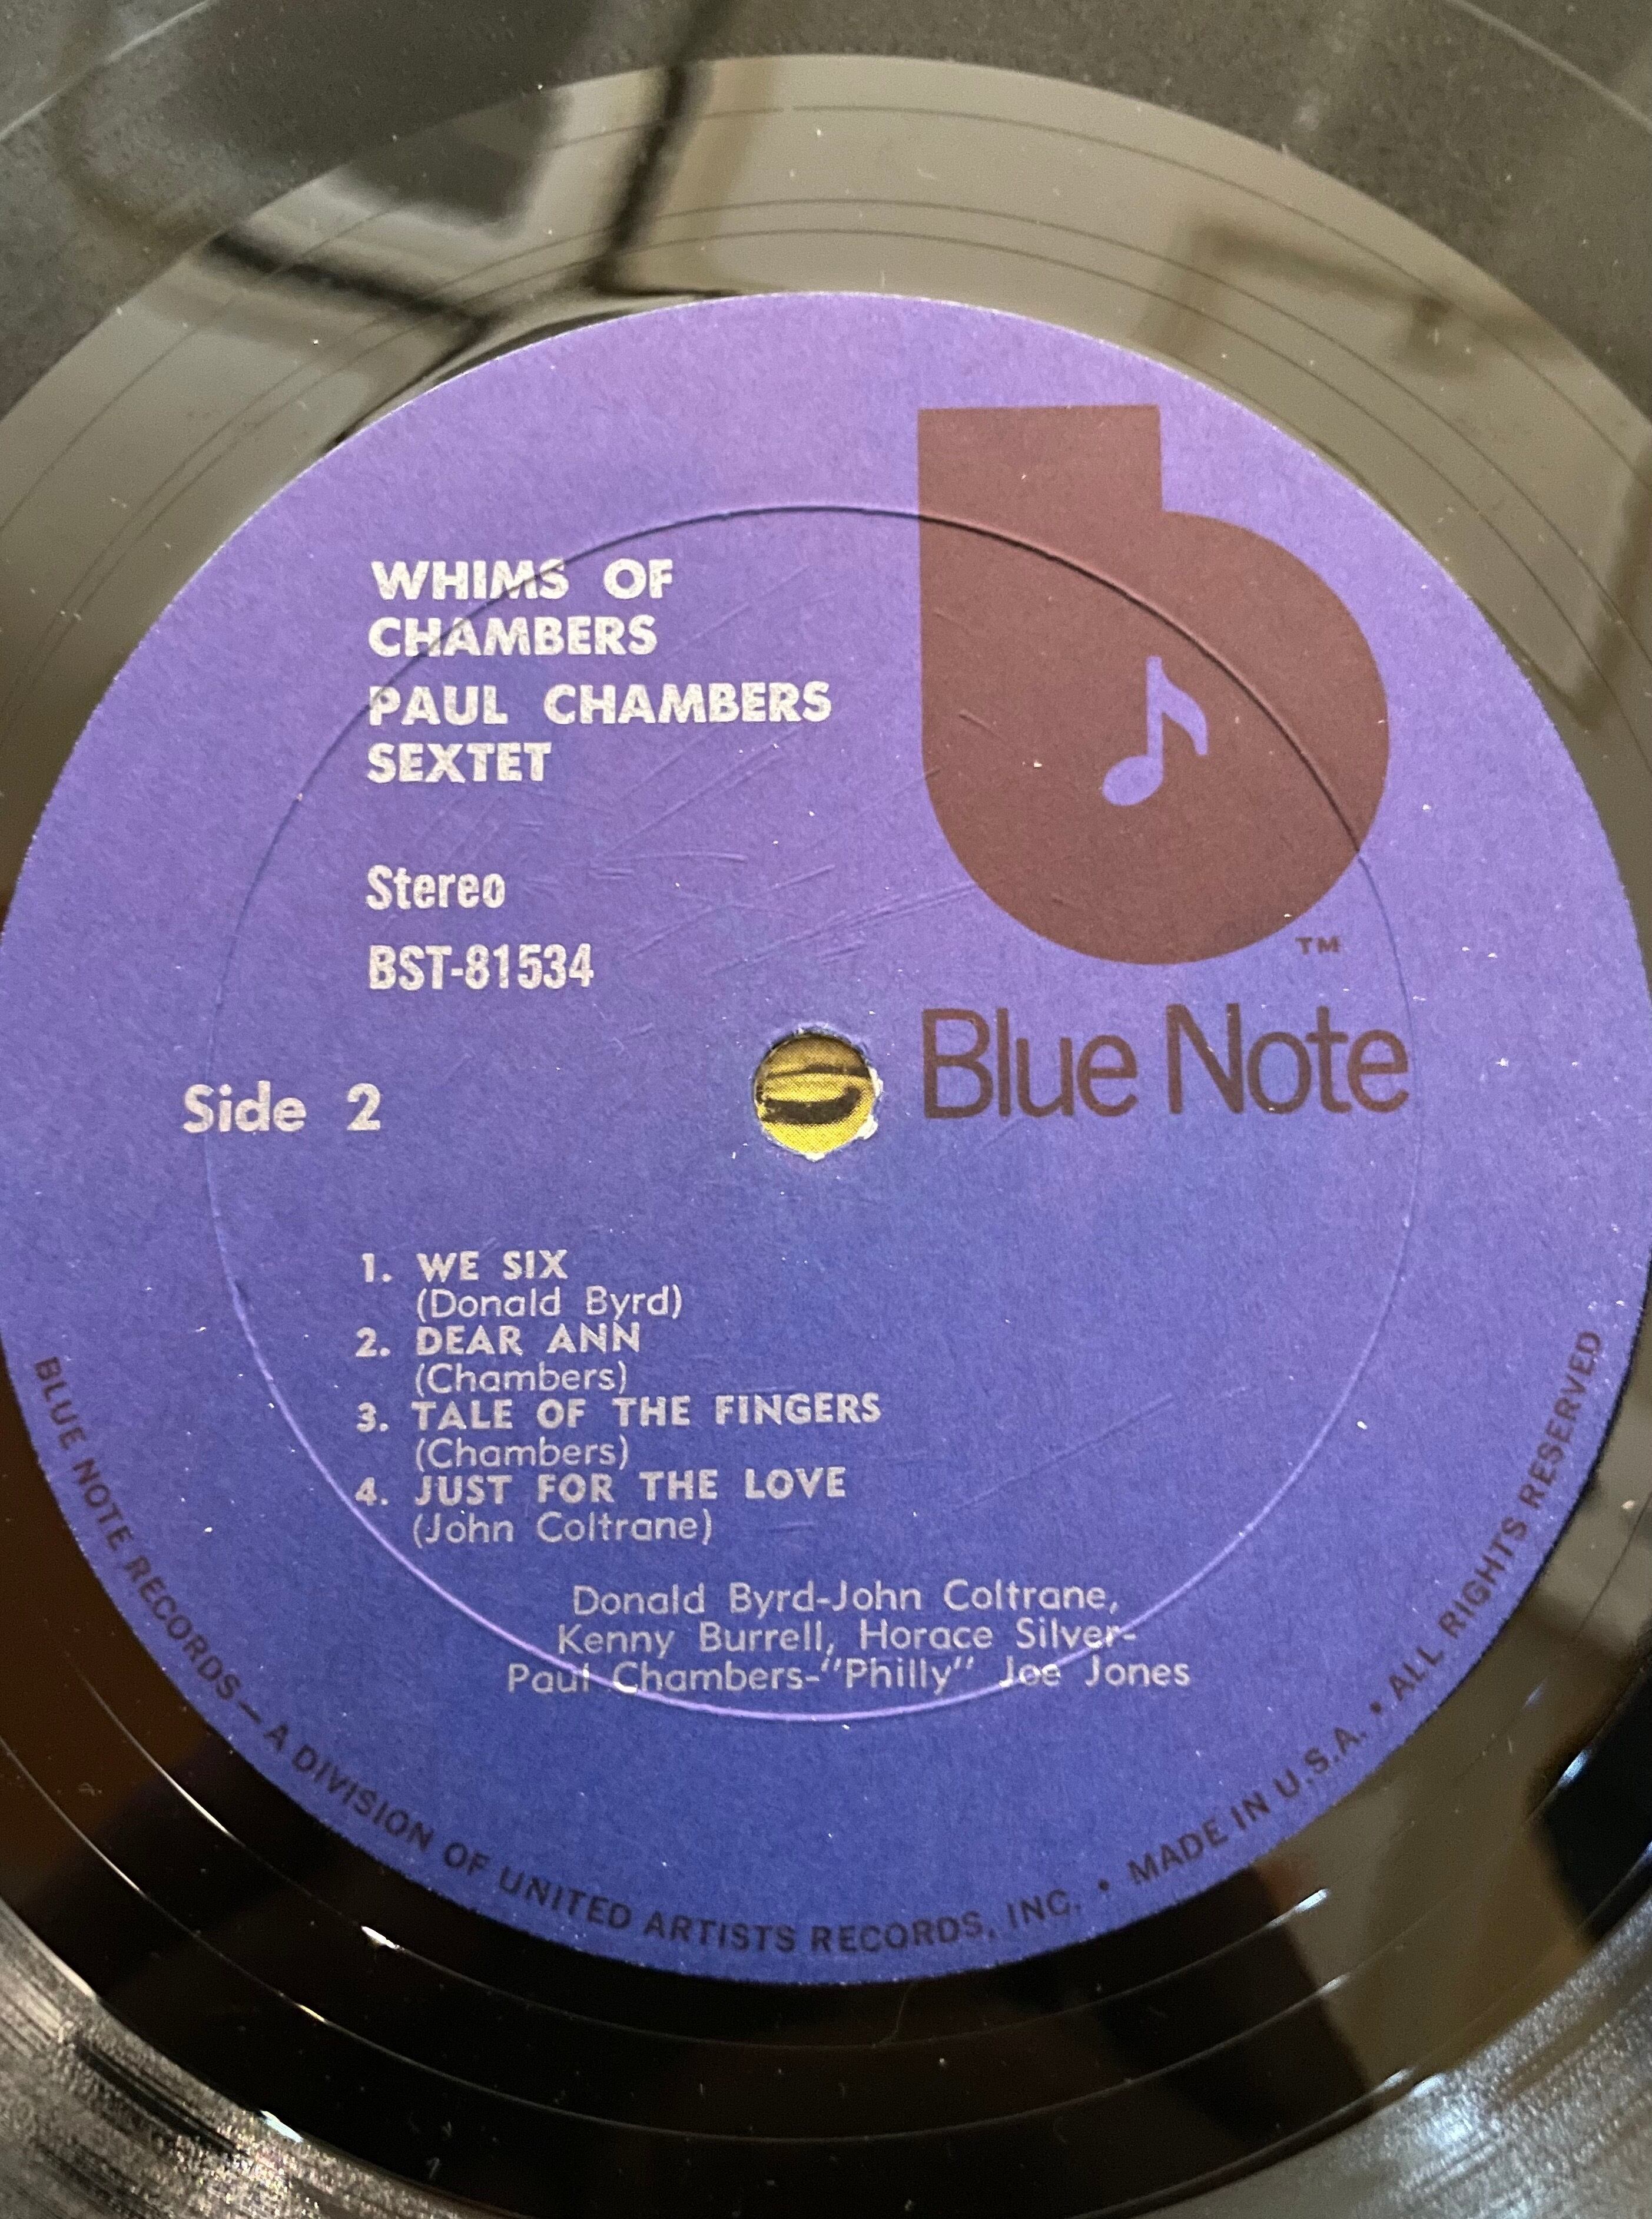 WHIMS OF
CHAMBERS
PAUL CHAMBERS
SEXTET
Stereo
BST-81534
TM
Blue Note
Side 2
1. WE SIX
(Donald Byrd)
2. DEAR ANN
(Chambers)
3. TALE OF THE FINGERS
(Chambers)
4. JUST FOR THE LOVE
(John Coltrane)
Donald Byrd-John Coltrane,
Kenny Burrell, Horace Silver-
Paul Chambers-"Philly" Joe Jones
BLUE NOTE RECORDS—A DIVISION OF UNITED ARTISTS RECORDS, INC. • MADE IN U.S.A. • ALL RIGHTS RESERVED